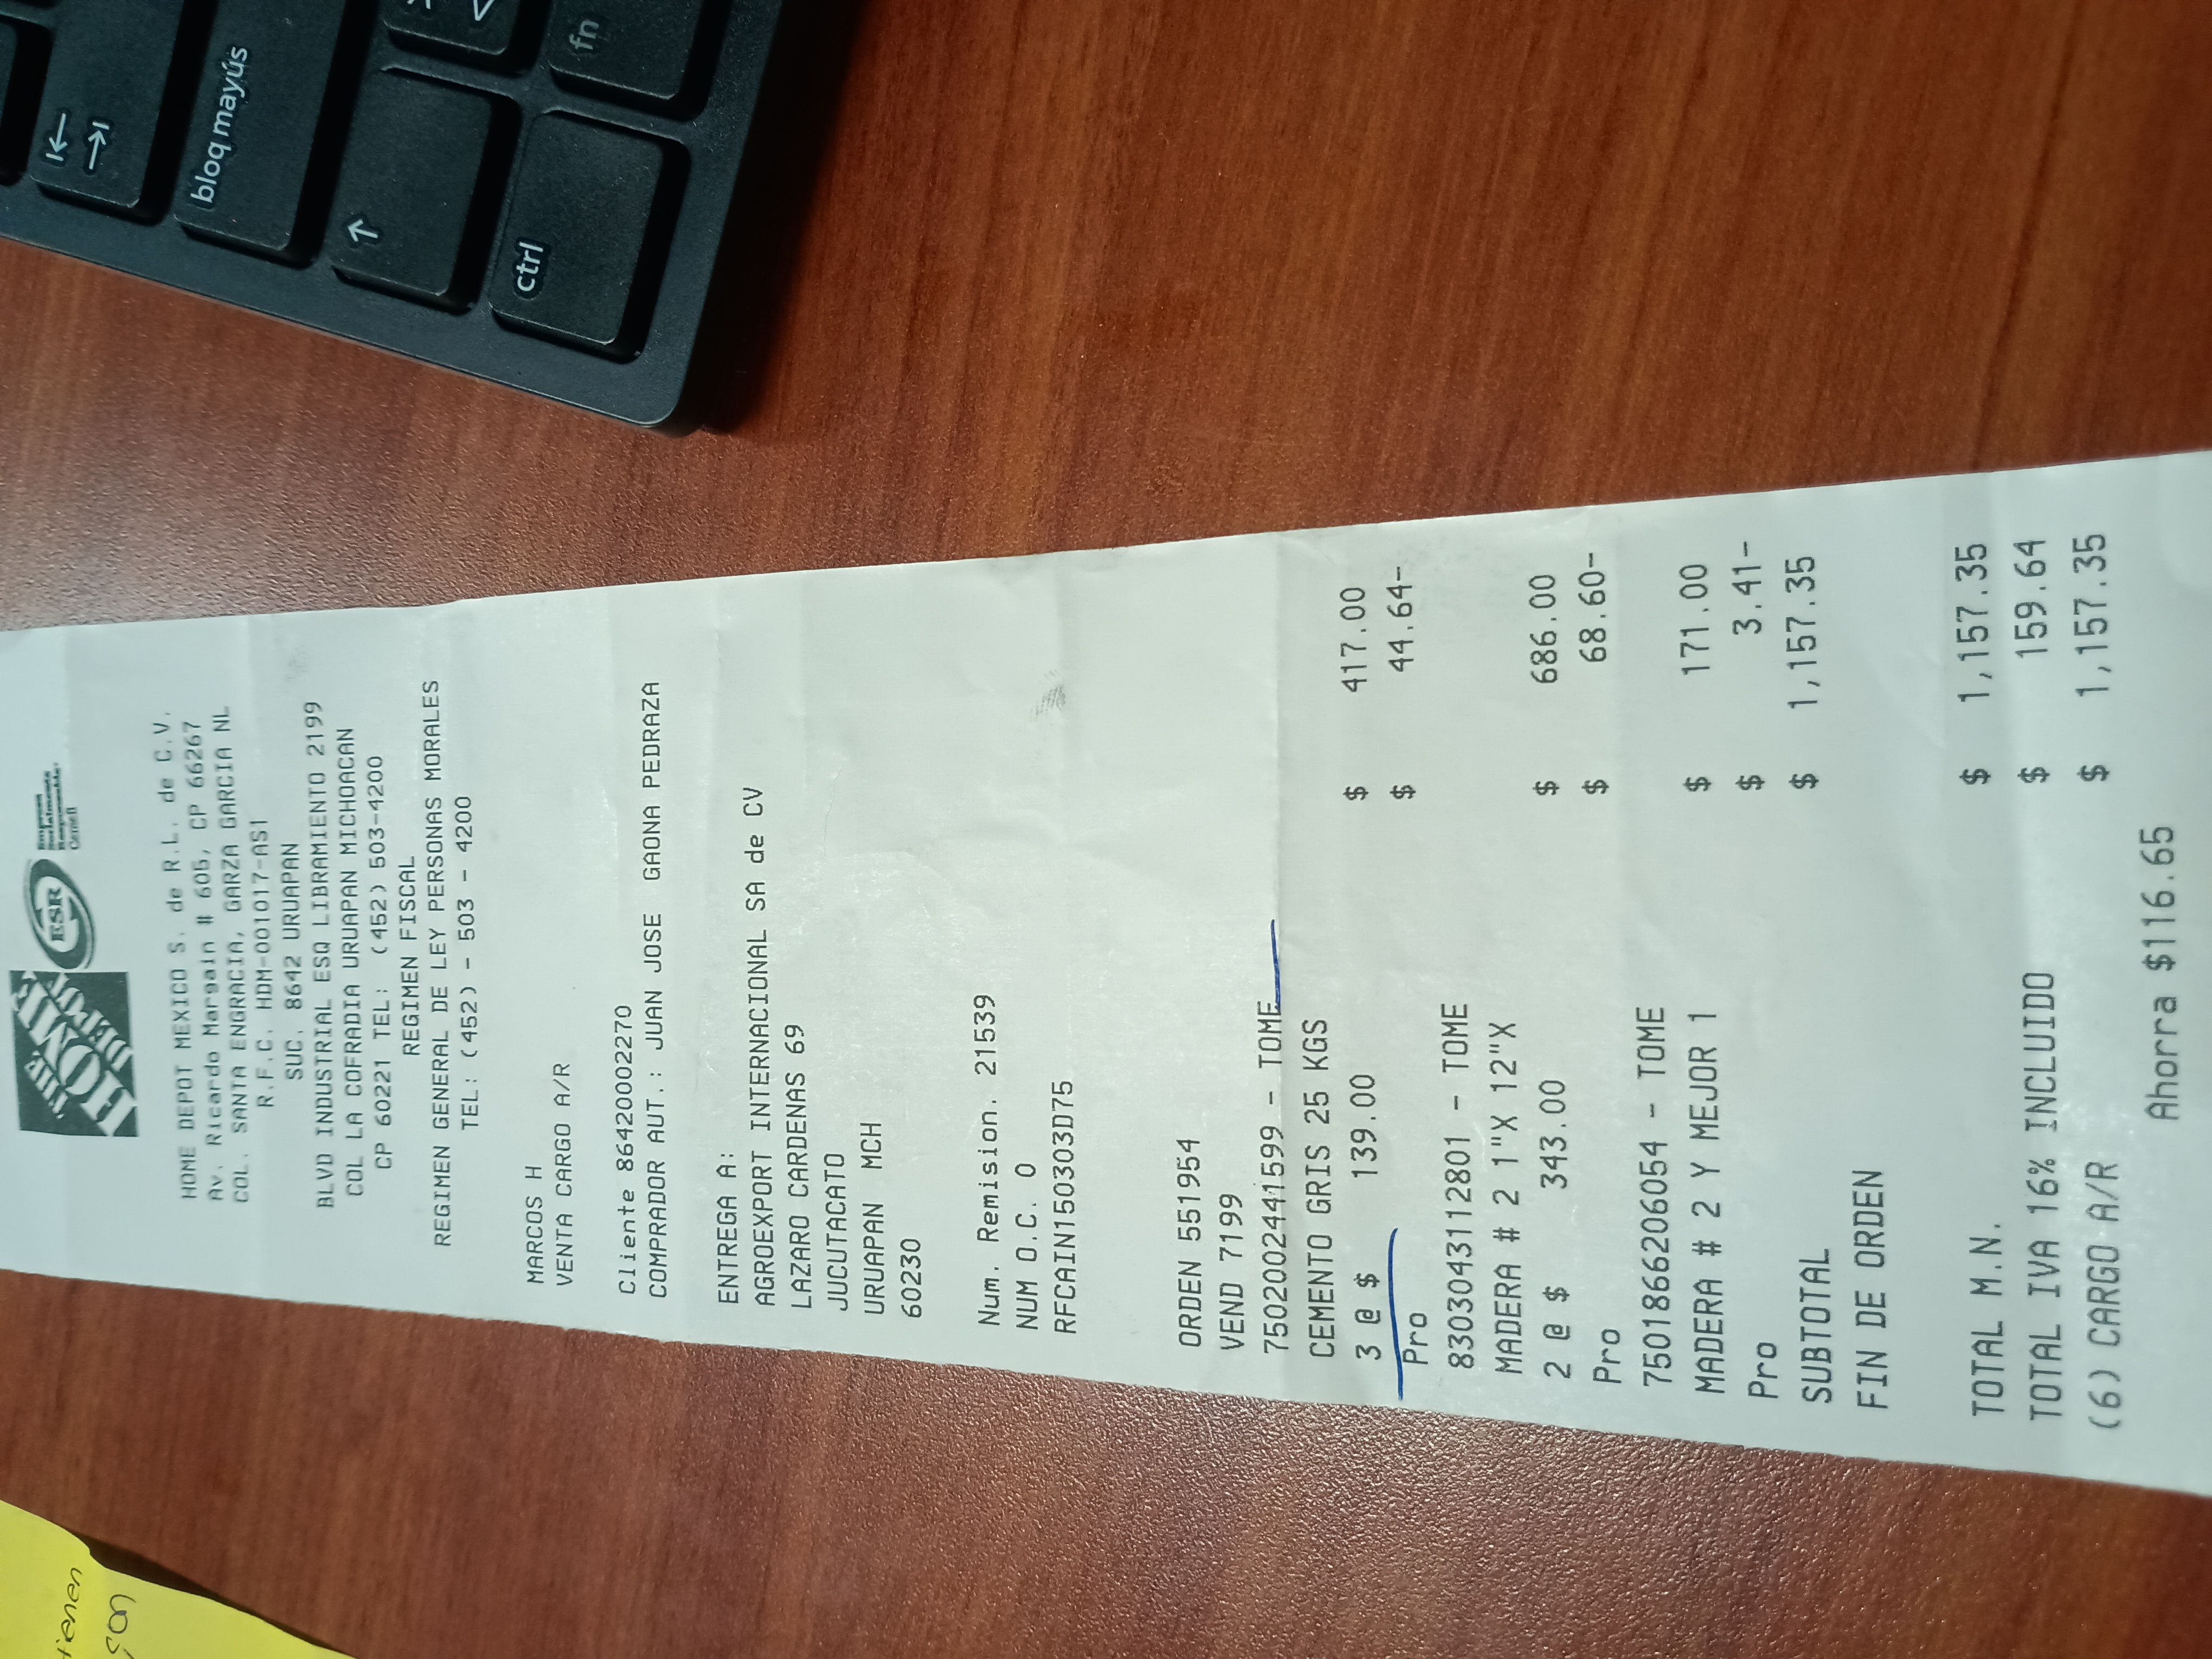 THE HOME DEPOT
ESR
Empresa
Socialmente
Responsable
Cemefi
HOME DEPOT MEXICO S. de R.L. de C.V.
Av. Ricardo Margain # 605, CP 66267
COL. SANTA ENGRACIA, GARZA GARCIA NL
R.F.C. HDM-001017-AS1
SUC. 8642 URUAPAN
BLVD INDUSTRIAL ESQ LIBRAMIENTO 2199
COL LA COFRADIA URUAPAN MICHOACAN
CP 60221 TEL: (452) 503-4200
REGIMEN FISCAL
REGIMEN GENERAL DE LEY PERSONAS MORALES
TEL: (452) - 503 - 4200
MARCOS H
VENTA CARGO A/R
Cliente 86420002270
COMPRADOR AUT.: JUAN JOSE GAONA PEDRAZA
ENTREGA A:
AGROEXPORT INTERNACIONAL SA de CV
LAZARO CARDENAS 69
JUCUTACATO
URUAPAN MCH
60230
Num. Remision. 215539
NUM O.C. 0
RFCAIN150303D75
ORDEN 551954
VEND 7199
7502002441599 - TOME
CEMENTO GRIS 25 KGS
3 @ $ 139.00 $ 417.00
Pro $ 44.64-
8303043112801 - TOME
MADERA # 2 1"X 12"X
2 @ $ 343.00 $ 686.00
Pro $ 68.60-
7501866206054 - TOME
MADERA # 2 Y MEJOR 1 $ 171.00
Pro $ 3.41-
SUBTOTAL $ 1,157.35
FIN DE ORDEN
TOTAL M.N. $ 1,157.35
TOTAL IVA 16% INCLUIDO $ 159.64
(6) CARGO A/R $ 1,157.35
Ahorra $116.65
bloq mayús
ctrl
fn
tienen